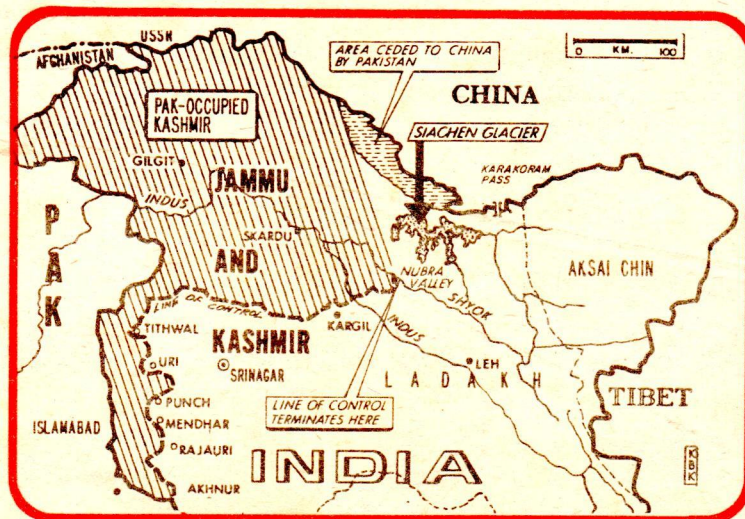 USSR
AFGHANISTAN
AREA CEDED TO CHINA
BY PAKISTAN
0 KM. 100
PAK-OCCUPIED
KASHMIR
CHINA
SIACHEN GLACIER
GILGIT
KARAKORAM
PASS
INDUS
JAMMU
PAK
SKARDU
AND
NUBRA
VALLEY
AKSAI CHIN
LINE OF CONTROL
SHYOK
TITHWAL
KASHMIR
KARGIL
INDUS
URI
SRINAGAR
LEH
LADAKH
TIBET
PUNCH
LINE OF CONTROL
TERMINATES HERE
ISLAMABAD
MENDHAR
RAJAURI
INDIA
KBK
AKHNUR